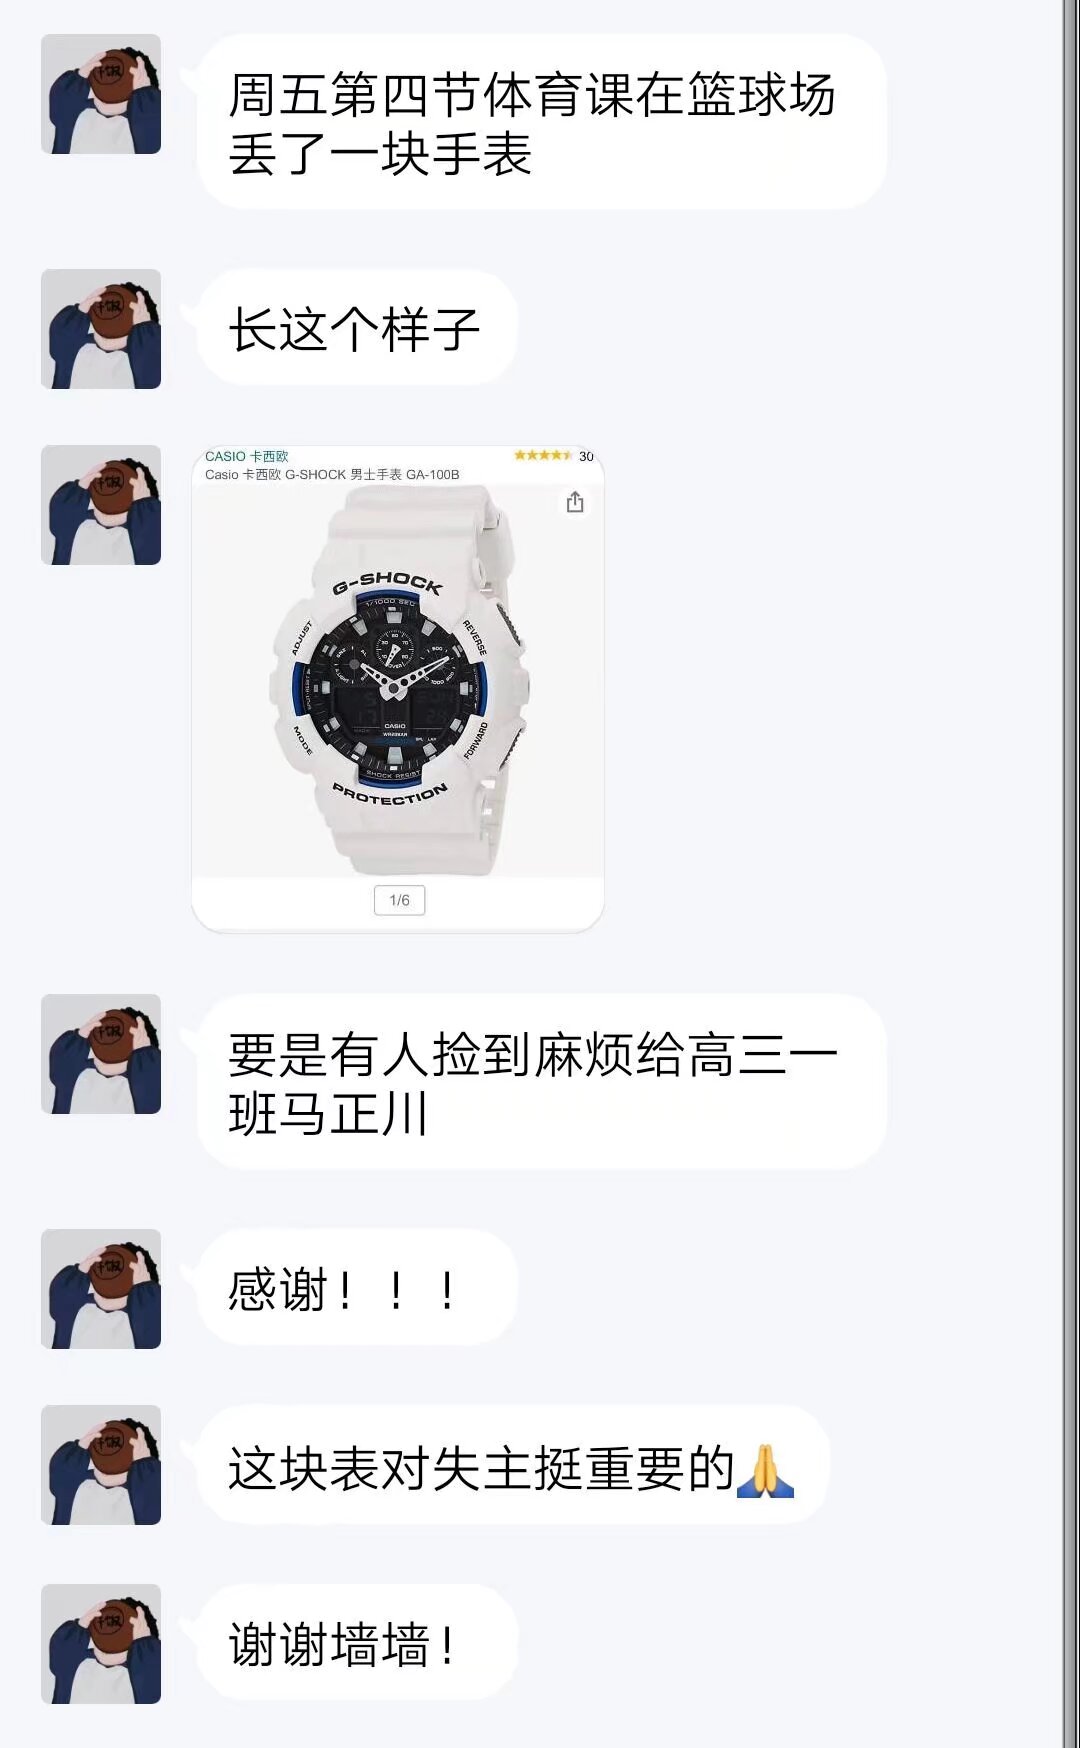 周五第四节体育课在篮球场
丢了一块手表
长这个样子
CASIO 卡西欧
30
Casio 卡西欧 G-SHOCK 男士手表 GA-100B
G-SHOCK
1/1000 SEC
ADJUST
REVERSE
CASIO
WR20BAR
MODE
FORWARD
SHOCK RESIST
PROTECTION
1/6
要是有人捡到麻烦给高三一
班马正川
感谢！！！
这块表对失主挺重要的🙏
谢谢墙墙！